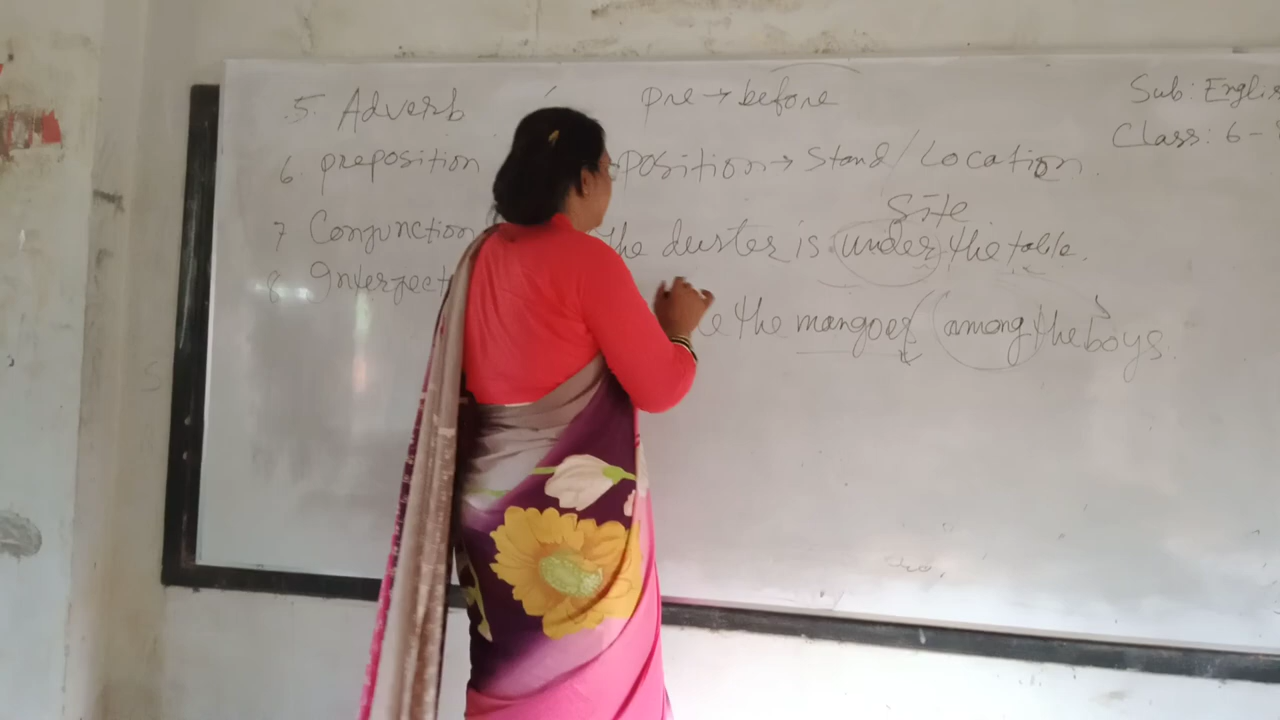 5. Adverb
6. preposition
7 Conjunction
8 Interject
pre → before
position → Stand / Location
Site
The duster is under the table.
the mangoes among the boys.
Sub: Englis
Class: 6 -